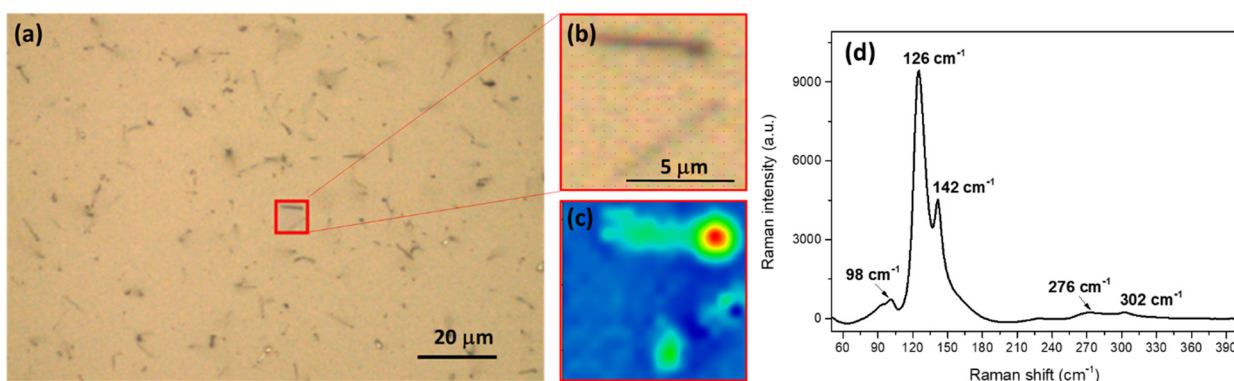 (a)
20 μm
(b)
5 μm
(c)
(d)
126 cm⁻¹
142 cm⁻¹
98 cm⁻¹
276 cm⁻¹
302 cm⁻¹
Raman intensity (a.u.)
9000
6000
3000
0
60 90 120 150 180 210 240 270 300 330 360 390
Raman shift (cm⁻¹)